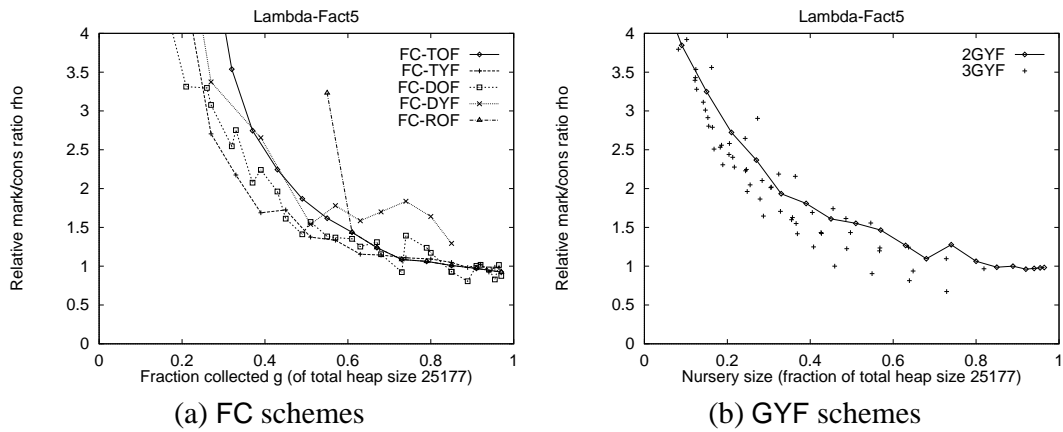 Lambda-Fact5
Relative mark/cons ratio rho
4
3.5
3
2.5
2
1.5
1
0.5
0
0
0.2
0.4
0.6
0.8
1
FC-TOF
FC-TYF
FC-DOF
FC-DYF
FC-ROF
Fraction collected g (of total heap size 25177)
(a) FC schemes
Lambda-Fact5
Relative mark/cons ratio rho
4
3.5
3
2.5
2
1.5
1
0.5
0
0
0.2
0.4
0.6
0.8
1
2GYF
3GYF
Nursery size (fraction of total heap size 25177)
(b) GYF schemes